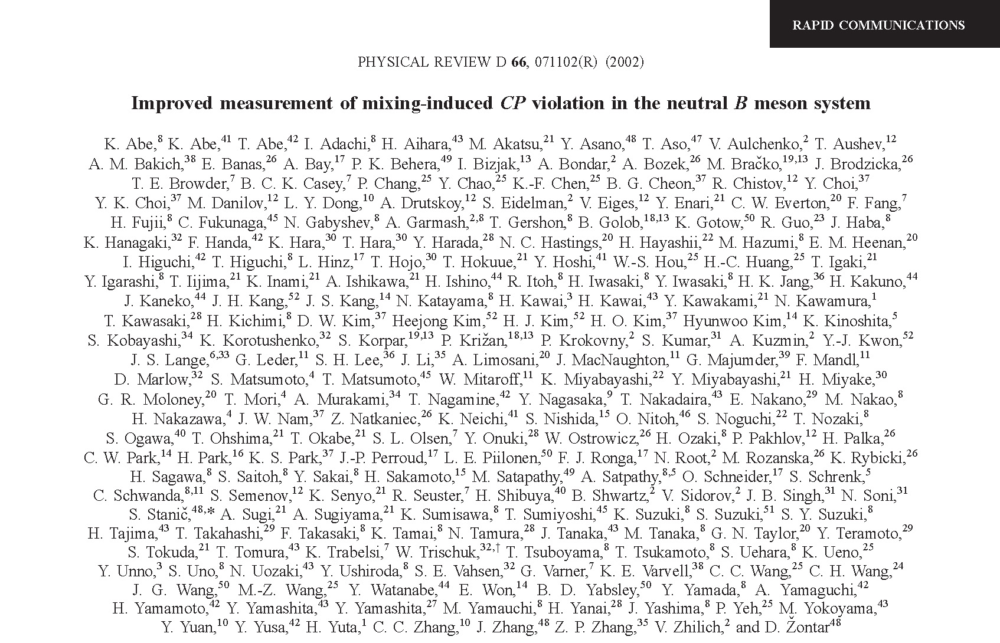 RAPID COMMUNICATIONS
PHYSICAL REVIEW D 66, 071102(R) (2002)
Improved measurement of mixing-induced CP violation in the neutral B meson system
K. Abe,8 K. Abe,41 T. Abe,42 I. Adachi,8 H. Aihara,43 M. Akatsu,21 Y. Asano,48 T. Aso,47 V. Aulchenko,2 T. Aushev,12
A. M. Bakich,38 E. Banas,26 A. Bay,17 P. K. Behera,49 I. Bizjak,13 A. Bondar,2 A. Bozek,26 M. Bračko,19,13 J. Brodzicka,26
T. E. Browder,7 B. C. K. Casey,7 P. Chang,25 Y. Chao,25 K.-F. Chen,25 B. G. Cheon,37 R. Chistov,12 Y. Choi,37
Y. K. Choi,37 M. Danilov,12 L. Y. Dong,10 A. Drutskoy,12 S. Eidelman,2 V. Eiges,12 Y. Enari,21 C. W. Everton,20 F. Fang,7
H. Fujii,8 C. Fukunaga,45 N. Gabyshev,8 A. Garmash,2,8 T. Gershon,8 B. Golob,18,13 K. Gotow,50 R. Guo,23 J. Haba,8
K. Hanagaki,32 F. Handa,42 K. Hara,30 T. Hara,30 Y. Harada,28 N. C. Hastings,20 H. Hayashii,22 M. Hazumi,8 E. M. Heenan,20
I. Higuchi,42 T. Higuchi,8 L. Hinz,17 T. Hojo,30 T. Hokuue,21 Y. Hoshi,41 W.-S. Hou,25 H.-C. Huang,25 T. Igaki,21
Y. Igarashi,8 T. Iijima,21 K. Inami,21 A. Ishikawa,21 H. Ishino,44 R. Itoh,8 H. Iwasaki,8 Y. Iwasaki,8 H. K. Jang,36 H. Kakuno,44
J. Kaneko,44 J. H. Kang,52 J. S. Kang,14 N. Katayama,8 H. Kawai,3 H. Kawai,43 Y. Kawakami,21 N. Kawamura,1
T. Kawasaki,28 H. Kichimi,8 D. W. Kim,37 Heejong Kim,52 H. J. Kim,52 H. O. Kim,37 Hyunwoo Kim,14 K. Kinoshita,5
S. Kobayashi,34 K. Korotushenko,32 S. Korpar,19,13 P. Križan,18,13 P. Krokovny,2 S. Kumar,31 A. Kuzmin,2 Y.-J. Kwon,52
J. S. Lange,6,33 G. Leder,11 S. H. Lee,36 J. Li,35 A. Limosani,20 J. MacNaughton,11 G. Majumder,39 F. Mandl,11
D. Marlow,32 S. Matsumoto,4 T. Matsumoto,45 W. Mitaroff,11 K. Miyabayashi,22 Y. Miyabayashi,21 H. Miyake,30
G. R. Moloney,20 T. Mori,4 A. Murakami,34 T. Nagamine,42 Y. Nagasaka,9 T. Nakadaira,43 E. Nakano,29 M. Nakao,8
H. Nakazawa,4 J. W. Nam,37 Z. Natkaniec,26 K. Neichi,41 S. Nishida,15 O. Nitoh,46 S. Noguchi,22 T. Nozaki,8
S. Ogawa,40 T. Ohshima,21 T. Okabe,21 S. L. Olsen,7 Y. Onuki,28 W. Ostrowicz,26 H. Ozaki,8 P. Pakhlov,12 H. Palka,26
C. W. Park,14 H. Park,16 K. S. Park,37 J.-P. Perroud,17 L. E. Piilonen,50 F. J. Ronga,17 N. Root,2 M. Rozanska,26 K. Rybicki,26
H. Sagawa,8 S. Saitoh,8 Y. Sakai,8 H. Sakamoto,15 M. Satapathy,49 A. Satpathy,8,5 O. Schneider,17 S. Schrenk,5
C. Schwanda,8,11 S. Semenov,12 K. Senyo,21 R. Seuster,7 H. Shibuya,40 B. Shwartz,2 V. Sidorov,2 J. B. Singh,31 N. Soni,31
S. Stanič,48,* A. Sugi,21 A. Sugiyama,21 K. Sumisawa,8 T. Sumiyoshi,45 K. Suzuki,8 S. Suzuki,51 S. Y. Suzuki,8
H. Tajima,43 T. Takahashi,29 F. Takasaki,8 K. Tamai,8 N. Tamura,28 J. Tanaka,43 M. Tanaka,8 G. N. Taylor,20 Y. Teramoto,29
S. Tokuda,21 T. Tomura,43 K. Trabelsi,7 W. Trischuk,32,† T. Tsuboyama,8 T. Tsukamoto,8 S. Uehara,8 K. Ueno,25
Y. Unno,3 S. Uno,8 N. Uozaki,43 Y. Ushiroda,8 S. E. Vahsen,32 G. Varner,7 K. E. Varvell,38 C. C. Wang,25 C. H. Wang,24
J. G. Wang,50 M.-Z. Wang,25 Y. Watanabe,44 E. Won,14 B. D. Yabsley,50 Y. Yamada,8 A. Yamaguchi,42
H. Yamamoto,42 Y. Yamashita,43 Y. Yamashita,27 M. Yamauchi,8 H. Yanai,28 J. Yashima,8 P. Yeh,25 M. Yokoyama,43
Y. Yuan,10 Y. Yusa,42 H. Yuta,1 C. C. Zhang,10 J. Zhang,48 Z. P. Zhang,35 V. Zhilich,2 and D. Žontar48